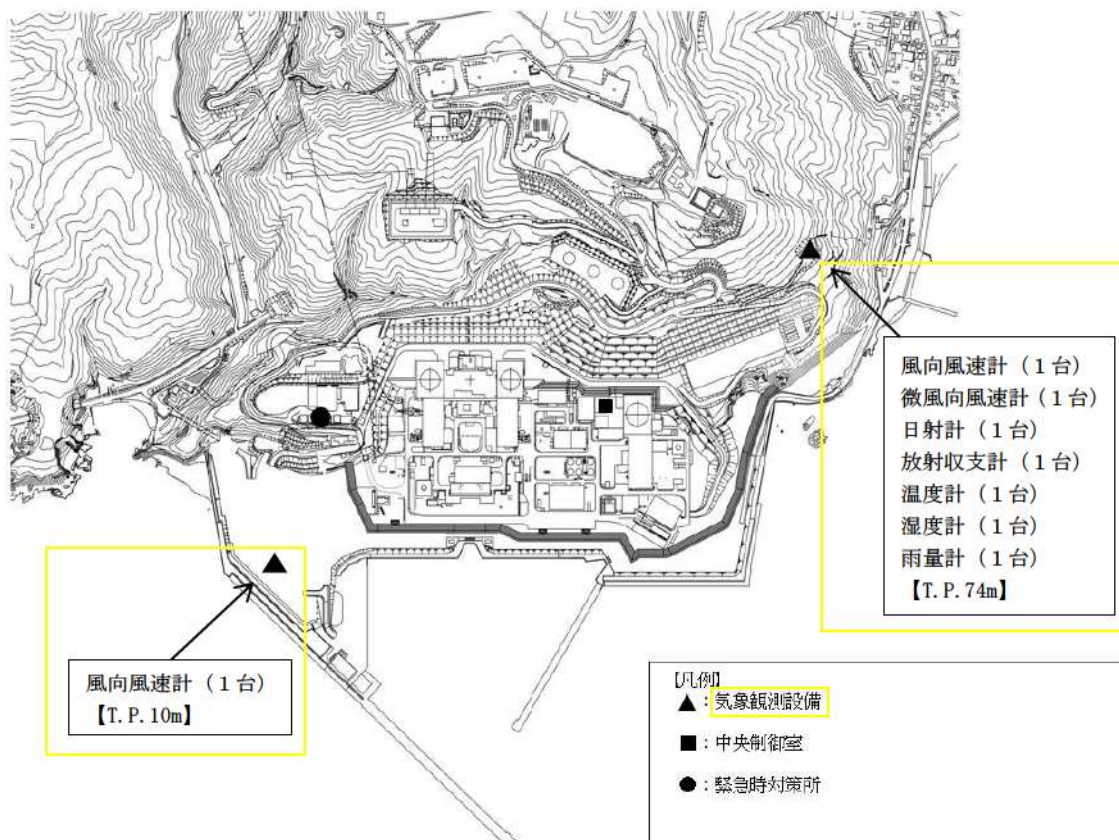 風向風速計（１台）
微風向風速計（１台）
日射計（１台）
放射収支計（１台）
温度計（１台）
湿度計（１台）
雨量計（１台）
【T.P.74m】
風向風速計（１台）
【T.P.10m】
【凡例】
▲：気象観測設備
■：中央制御室
●：緊急時対策所